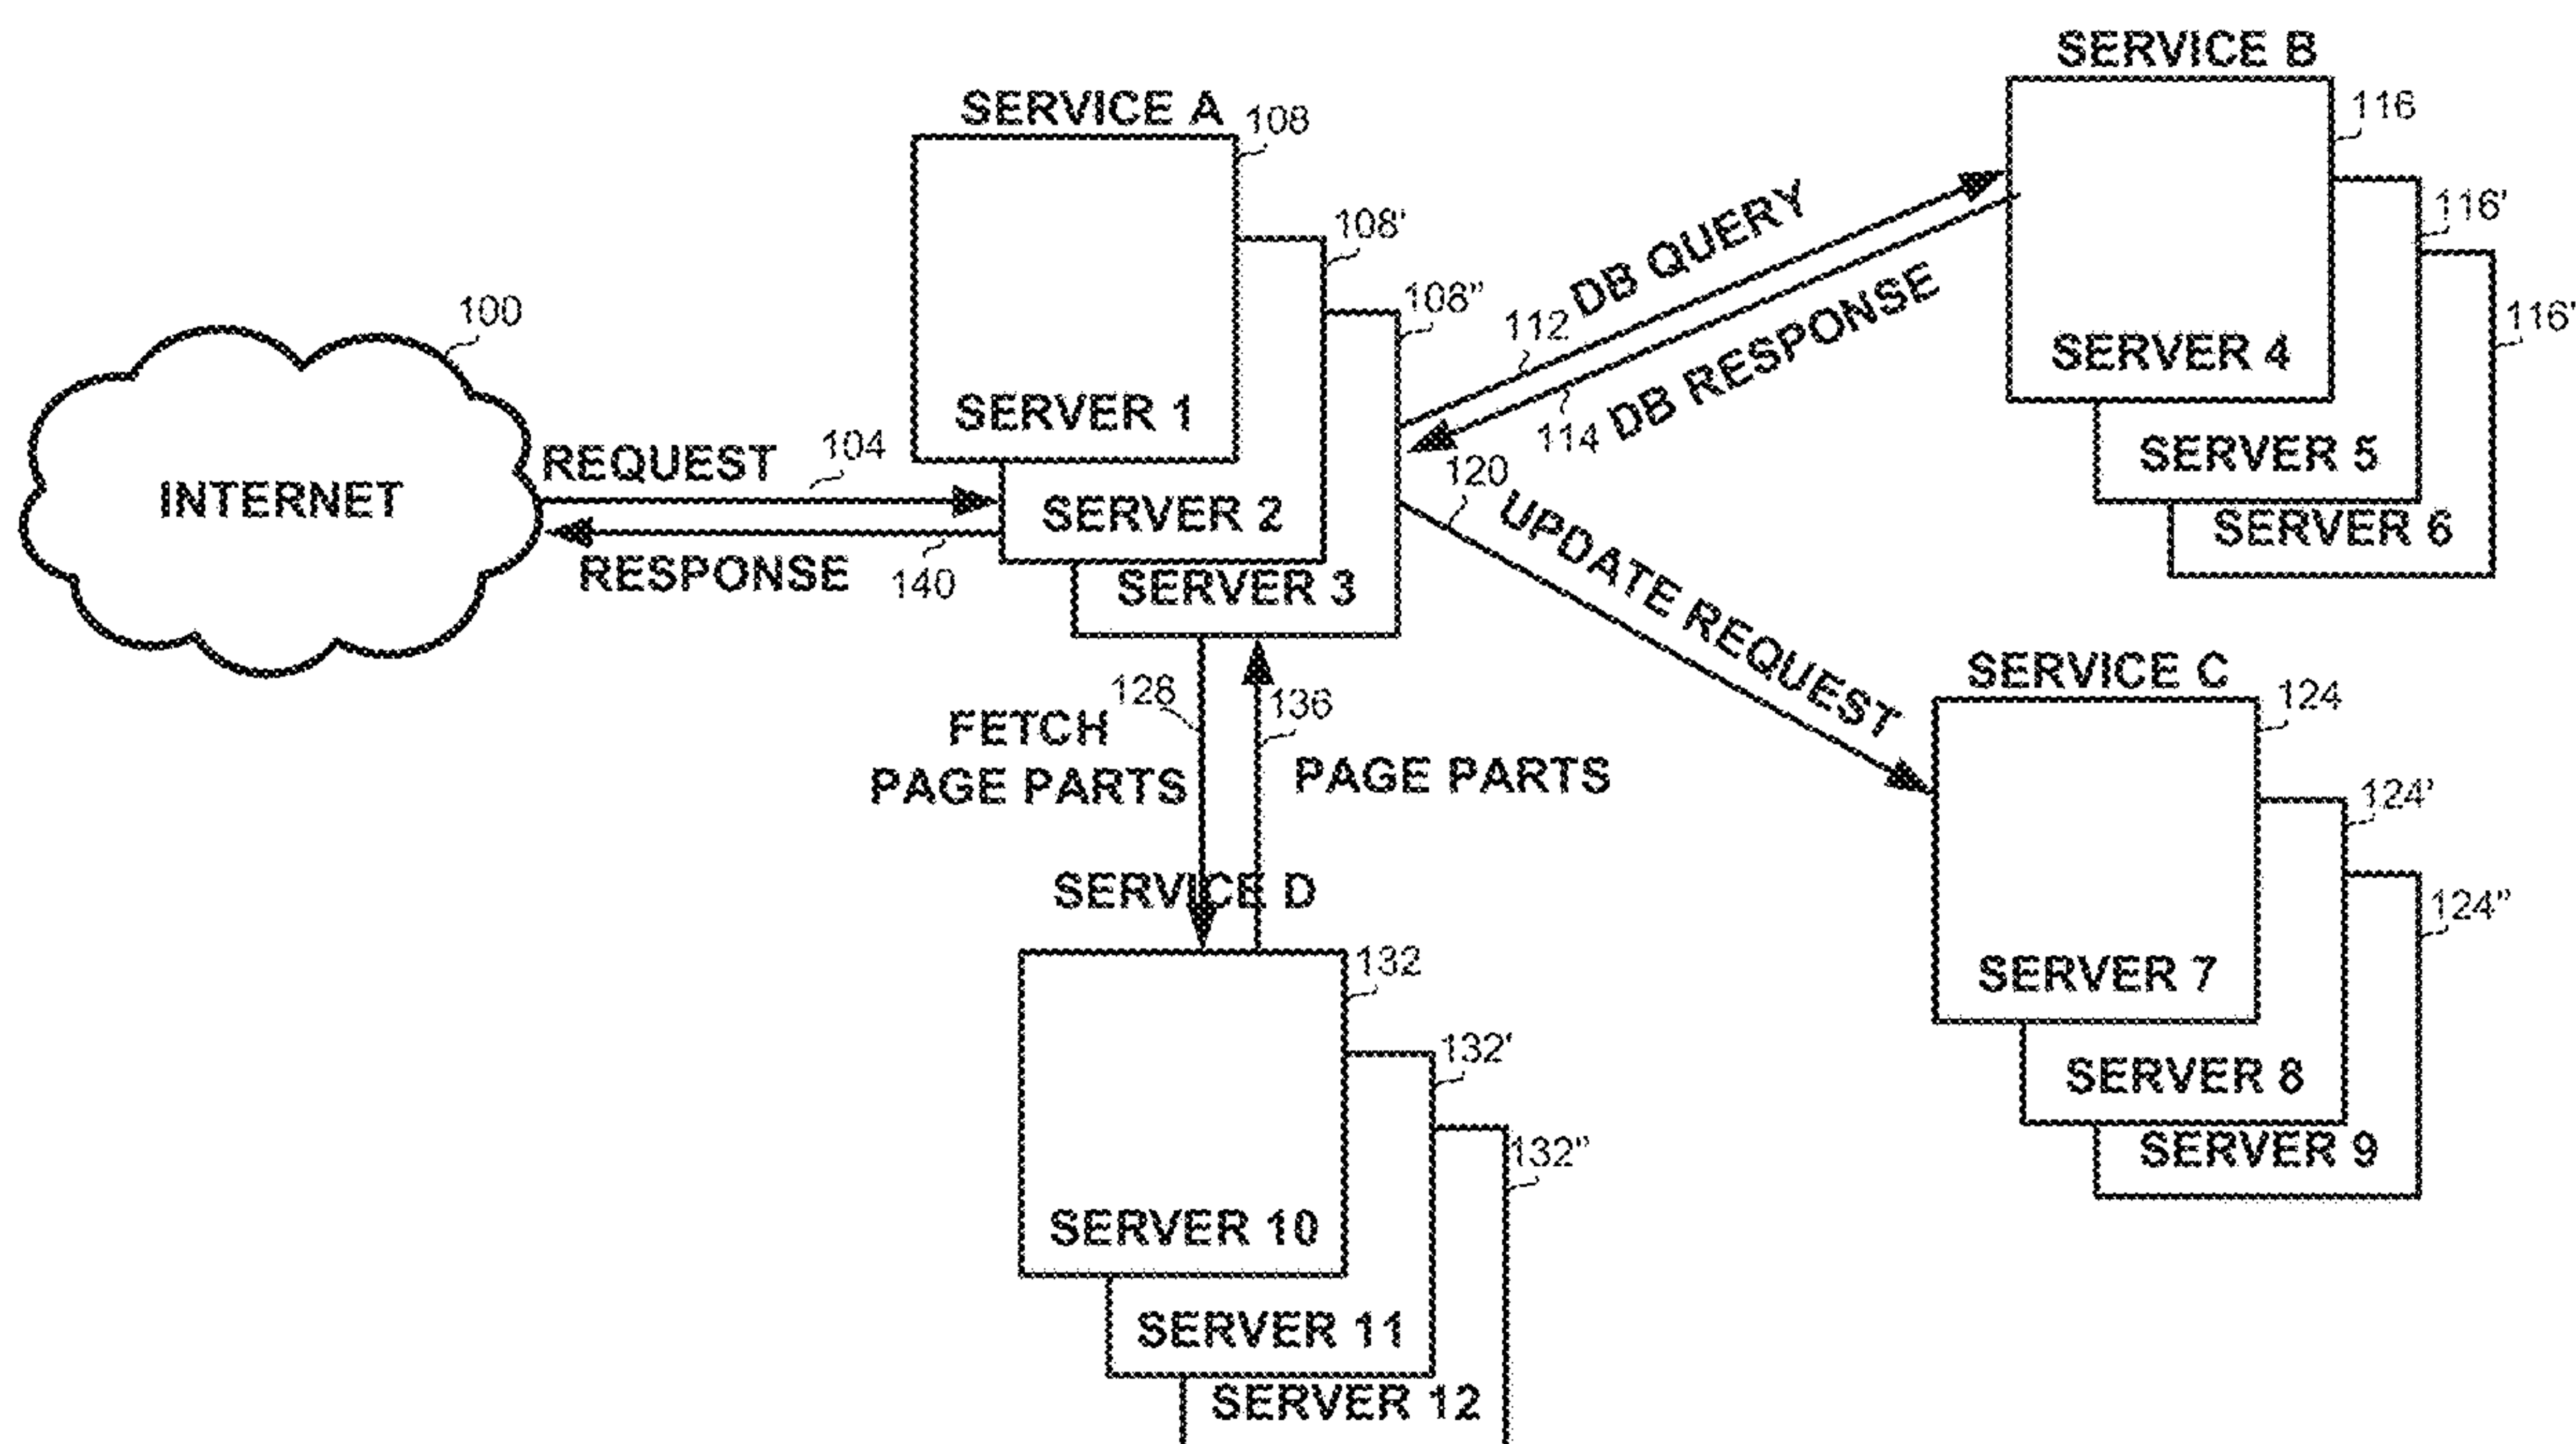 SERVICE B
116
116'
116"
SERVER 4
SERVER 5
SERVER 6
SERVICE A
108
108'
108"
SERVER 1
SERVER 2
SERVER 3
112 DB QUERY
114 DB RESPONSE
100
INTERNET
REQUEST
104
RESPONSE
140
120
UPDATE REQUEST
128
FETCH
PAGE PARTS
136
PAGE PARTS
SERVICE C
124
124'
124"
SERVER 7
SERVER 8
SERVER 9
SERVICE D
132
132'
132"
SERVER 10
SERVER 11
SERVER 12